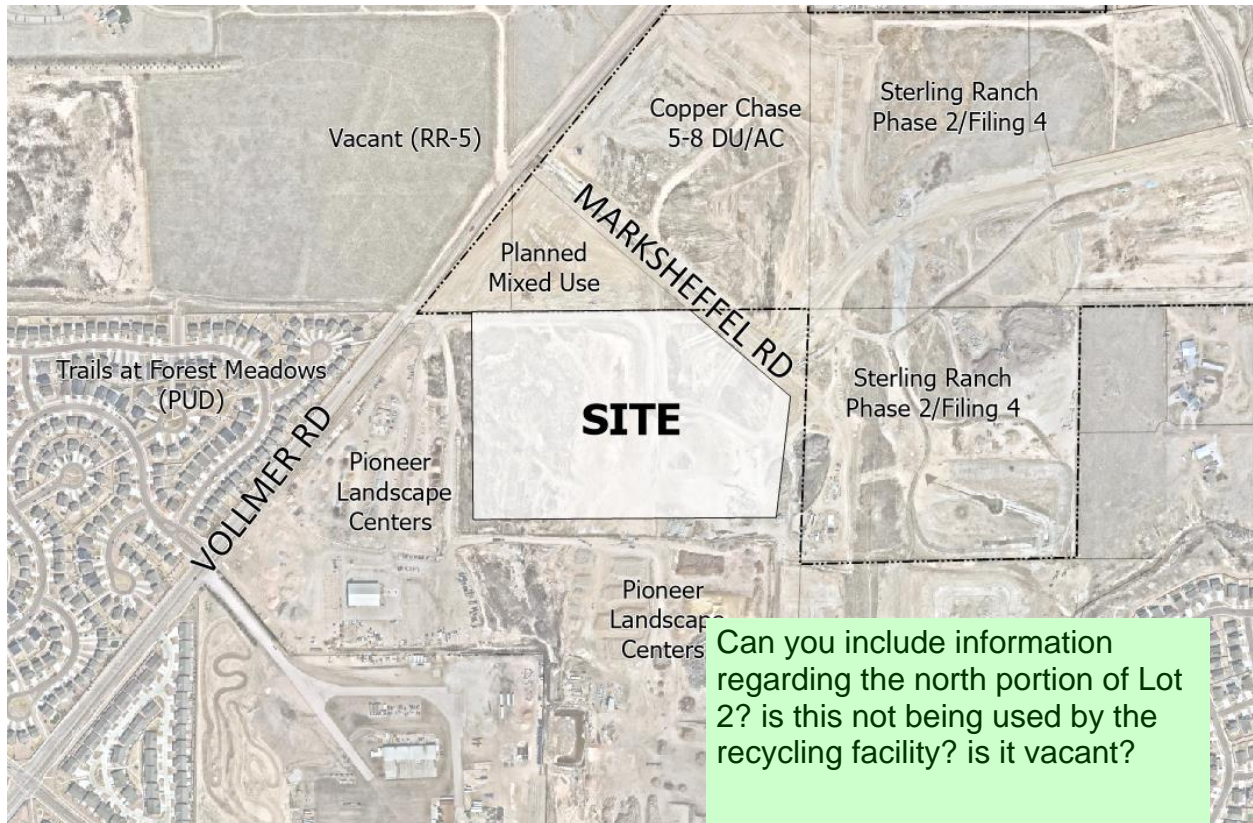 Copper Chase
5-8 DU/AC
Sterling Ranch
Phase 2/Filing 4
Vacant (RR-5)
MARKSHEFFEL RD
Planned
Mixed Use
Trails at Forest Meadows
(PUD)
SITE
Sterling Ranch
Phase 2/Filing 4
VOLLMER RD
Pioneer
Landscape
Centers
Pioneer
Landscape
Centers
Can you include information
regarding the north portion of Lot
2? is this not being used by the
recycling facility? is it vacant?